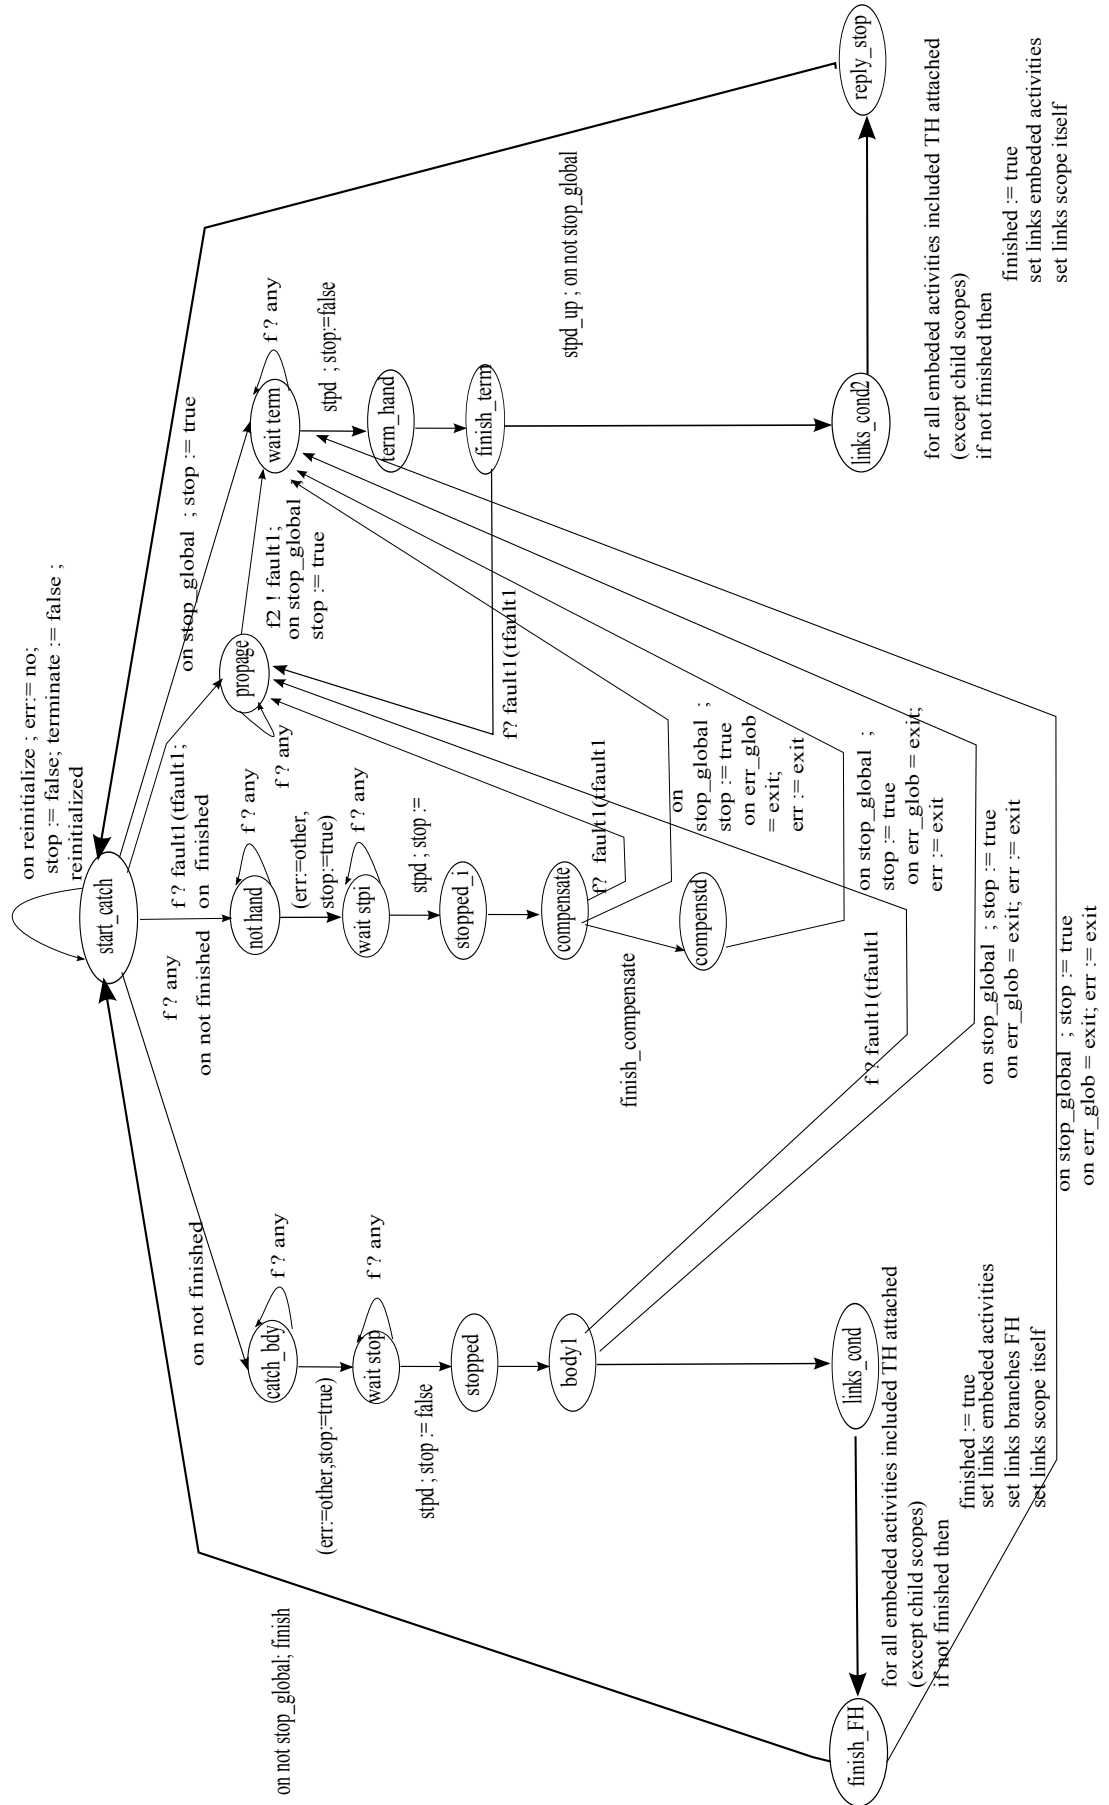 on reinitialize ; err:= no;
stop := false; terminate := false ;
reinitialized
start_catch
on stop_global ; stop := true
f ? fault1(tfault1;
on finished
f ? any
on not finished
on not finished
not hand
f ? any
(err:=other,
stop:=true)
wait stpi
f ? any
stpd ; stop :=
stopped_i
compensate
f? fault1(tfault1
finish_compensate
compenstd
propage
f ? any
f2 ! fault1;
on stop_global
stop := true
wait term
f ? any
stpd ; stop:=false
term_hand
finish_term
f? fault1(tfault1
stpd_up ; on not stop_global
links_cond2
reply_stop
for all embeded activities included TH attached
(except child scopes)
if not finished then
finished := true
set links embeded activities
set links scope itself
on
stop_global ;
stop := true
on err_glob
= exit;
err := exit
on stop_global ;
stop := true
on err_glob = exit;
err := exit
f ? fault1(tfault1
on stop_global ; stop := true
on err_glob = exit; err := exit
on stop_global ; stop := true
on err_glob = exit; err := exit
catch_bdy
f ? any
(err:=other,stop:=true)
wait stop
f ? any
stpd ; stop := false
stopped
body1
links_cond
for all embeded activities included TH attached
(except child scopes)
if not finished then
finished := true
set links embeded activities
set links branches FH
set links scope itself
finish_FH
on not stop_global; finish